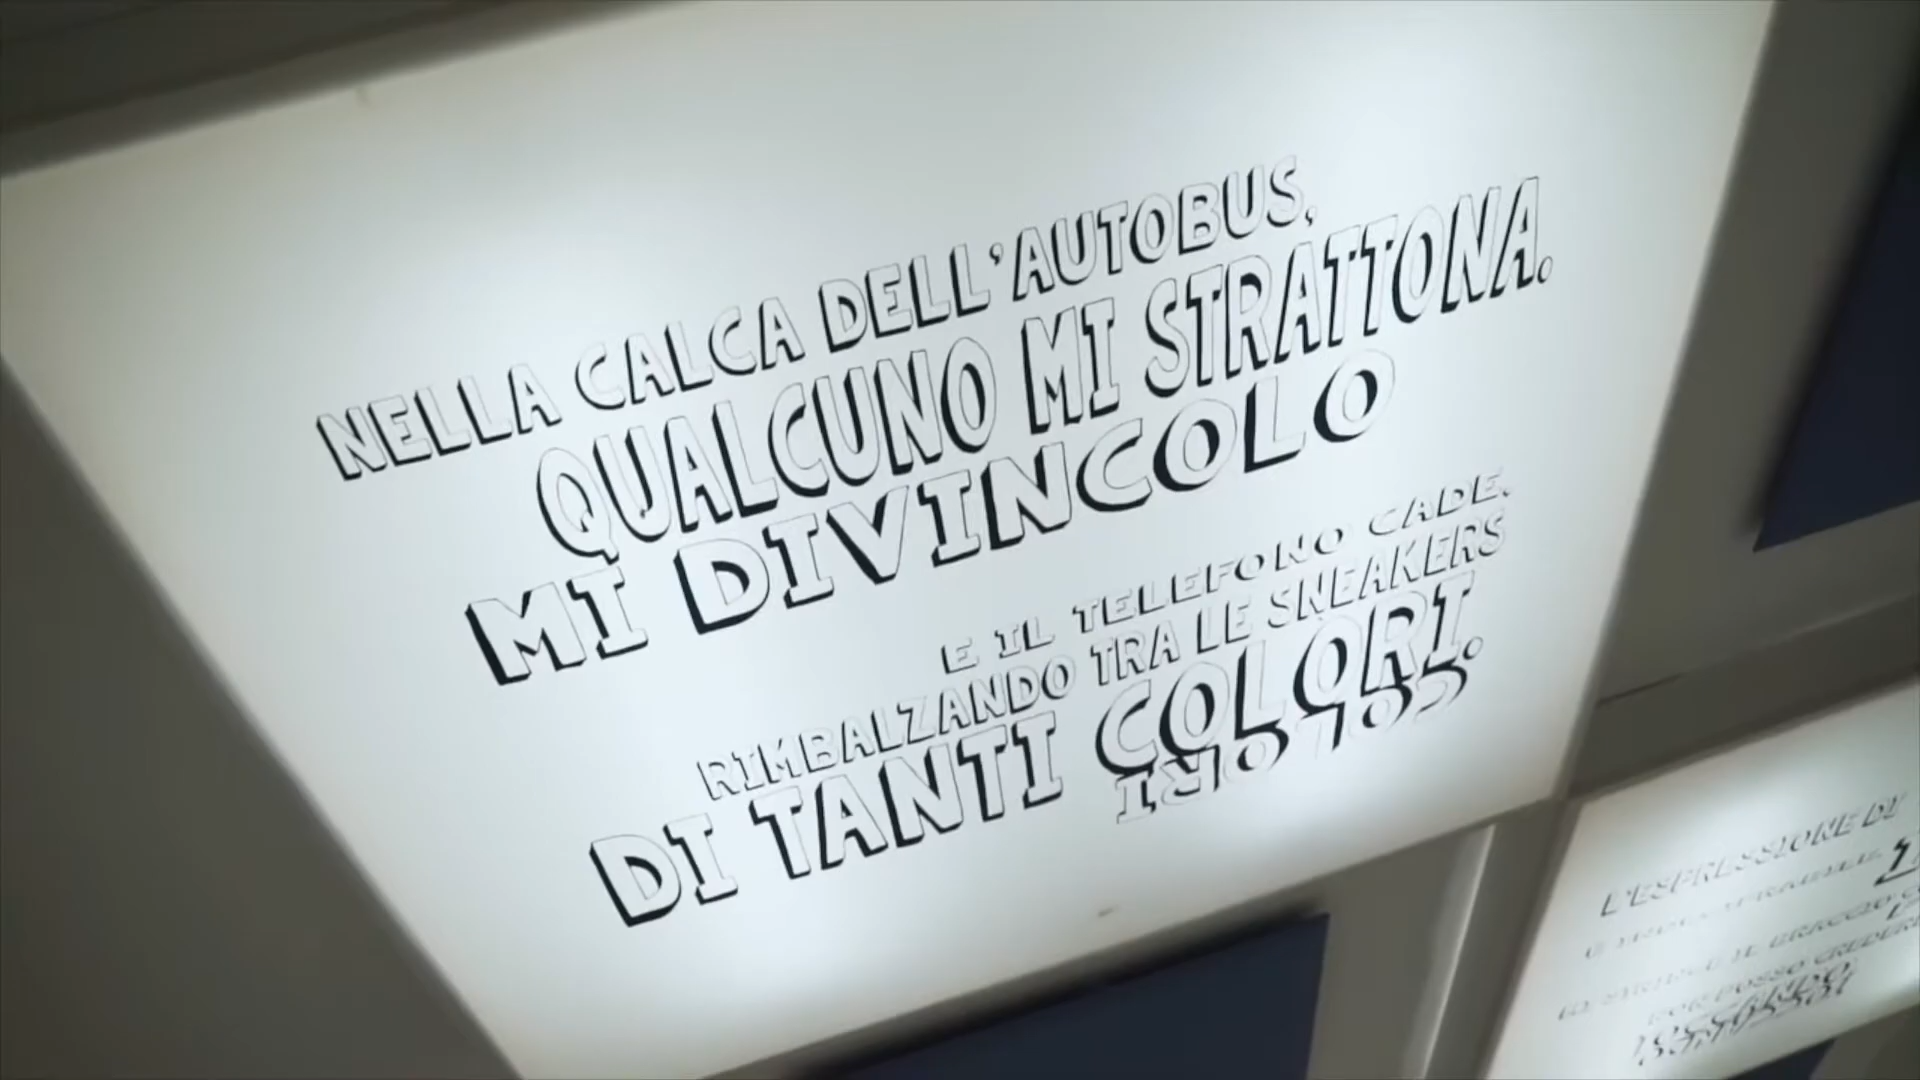 NELLA CALCA DELL'AUTOBUS,
QUALCUNO MI STRATTONA.
MI DIVINCOLO
E IL TELEFONO CADE,
RIMBALZANDO TRA LE SNEAKERS
DI TANTI COLORI.
COLORI
L'ESPRESSIONE DI